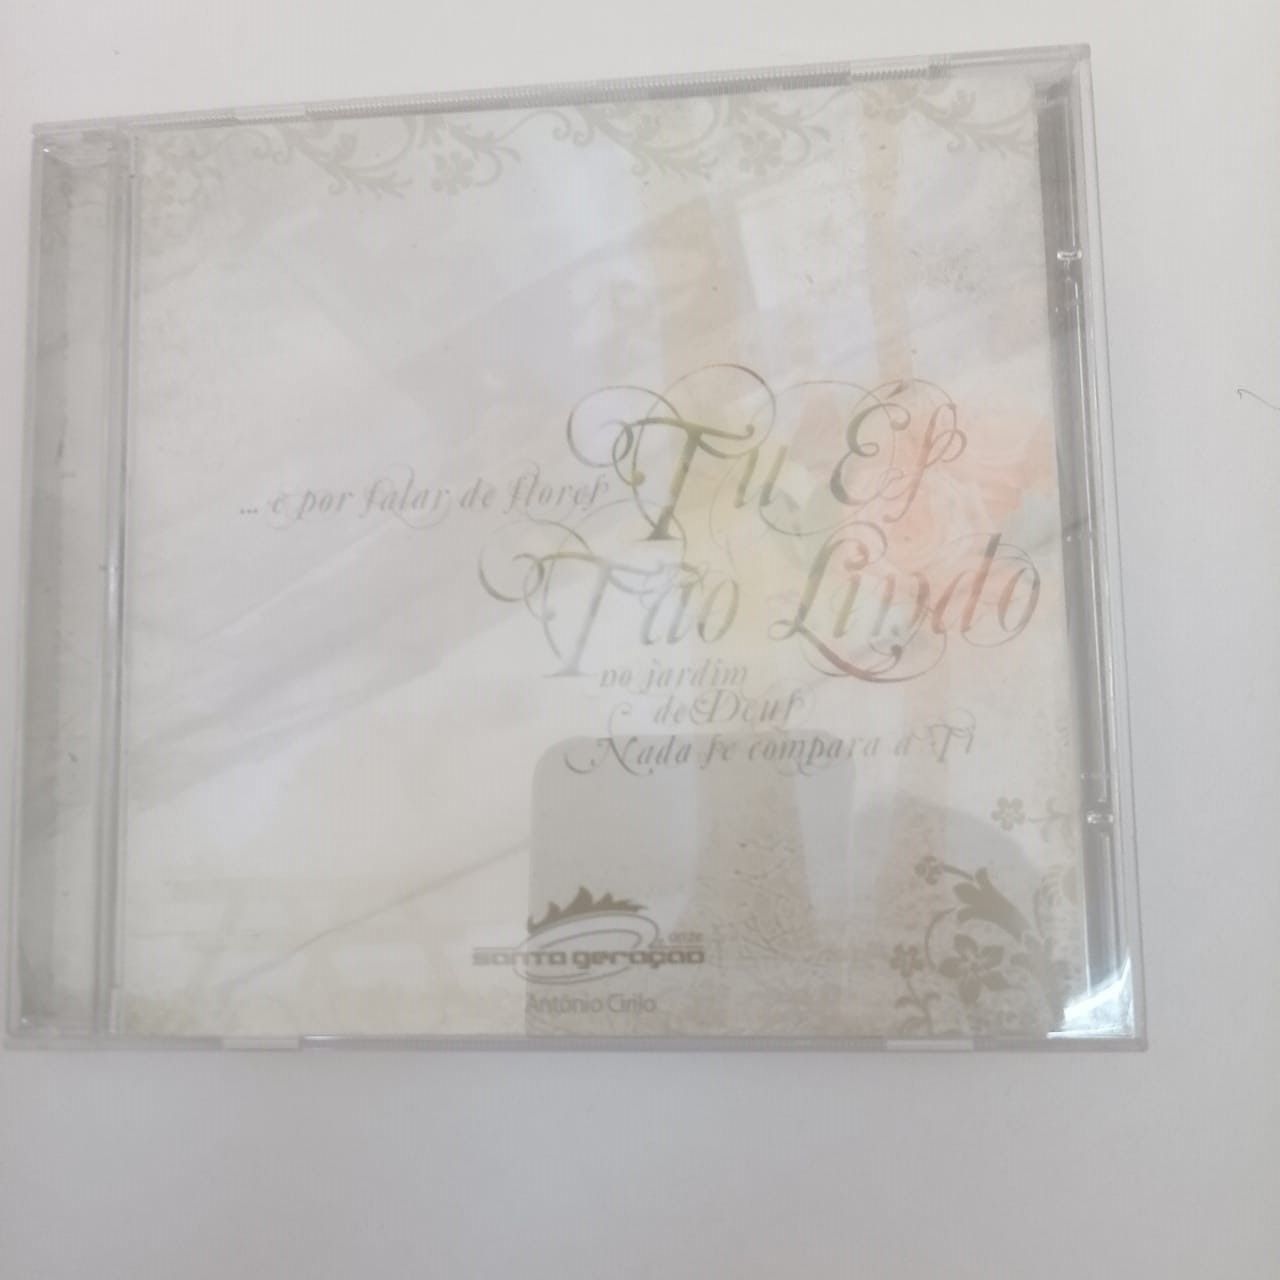 ... e por falar de flores
Tu És
Tão Lindo
no jardim
de Deus
Nada se compara a Ti
santa geração
Antônio Cirilo